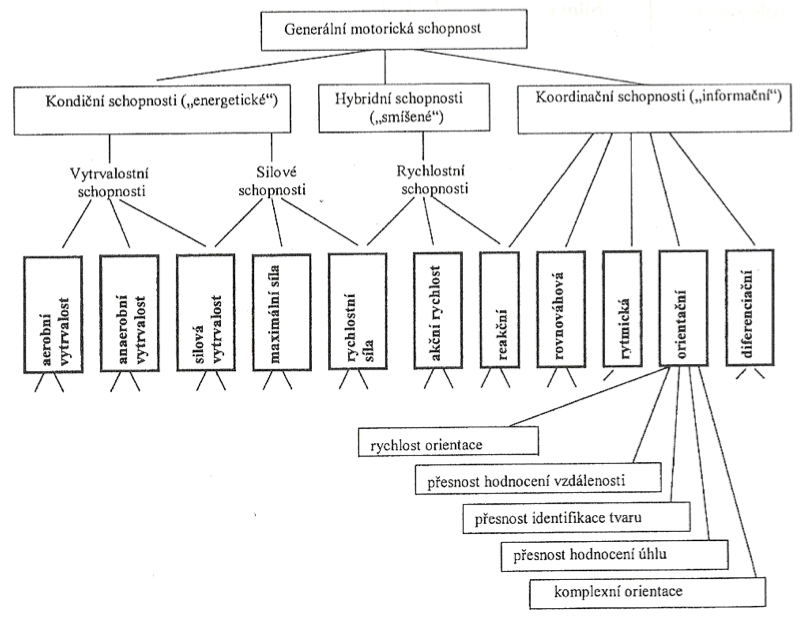 Generální motorická schopnost
Kondiční schopnosti („energetické“)
Hybridní schopnosti
(„smíšené“)
Koordinační schopnosti („informační“)
Vytrvalostní
schopnosti
Silové
schopnosti
Rychlostní
schopnosti
aerobní
vytrvalost
anaerobní
vytrvalost
silová
vytrvalost
maximální síla
rychlostní
síla
akční rychlost
reakční
rovnováhová
rytmická
orientační
diferenciační
rychlost orientace
přesnost hodnocení vzdálenosti
přesnost identifikace tvaru
přesnost hodnocení úhlu
komplexní orientace